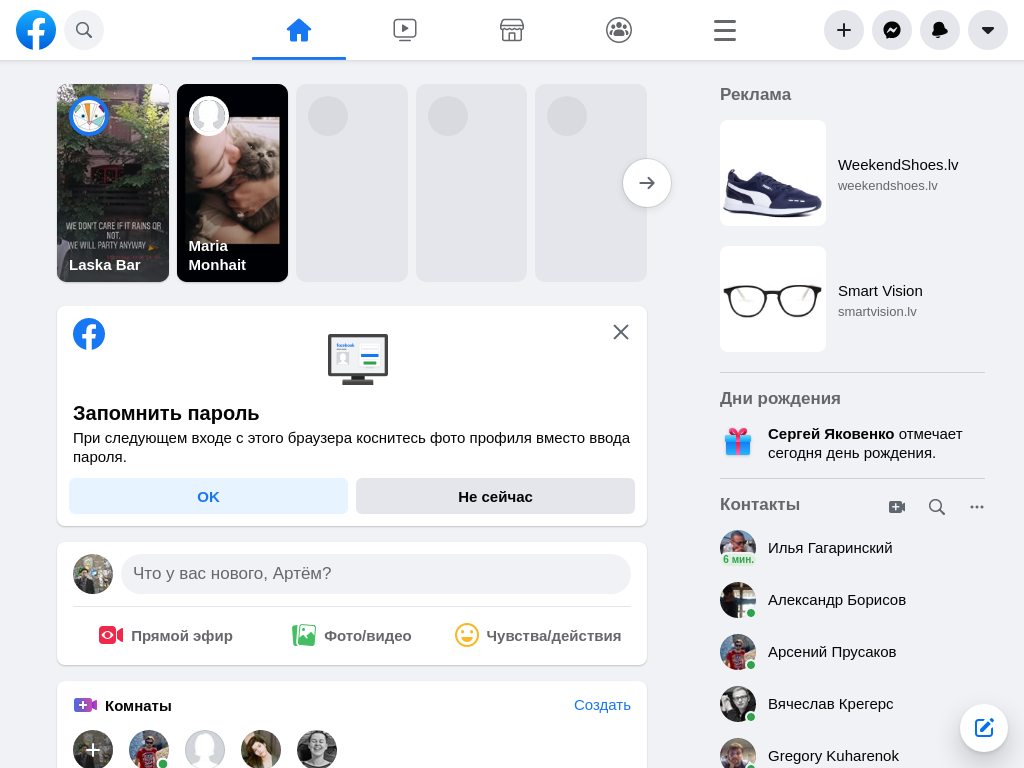 WE DON'T CARE IF IT RAINS OR
NOT.
WE WILL PARTY ANYWAY 🎉
Laska Bar
Maria
Monhait
Запомнить пароль
При следующем входе с этого браузера коснитесь фото профиля вместо ввода
пароля.
OK
Не сейчас
Что у вас нового, Артём?
Прямой эфир
Фото/видео
Чувства/действия
Комнаты
Создать
Реклама
WeekendShoes.lv
weekendshoes.lv
Smart Vision
smartvision.lv
Дни рождения
Сергей Яковенко отмечает
сегодня день рождения.
Контакты
Илья Гагаринский
6 мин.
Александр Борисов
Арсений Прусаков
Вячеслав Крегерс
Gregory Kuharenok